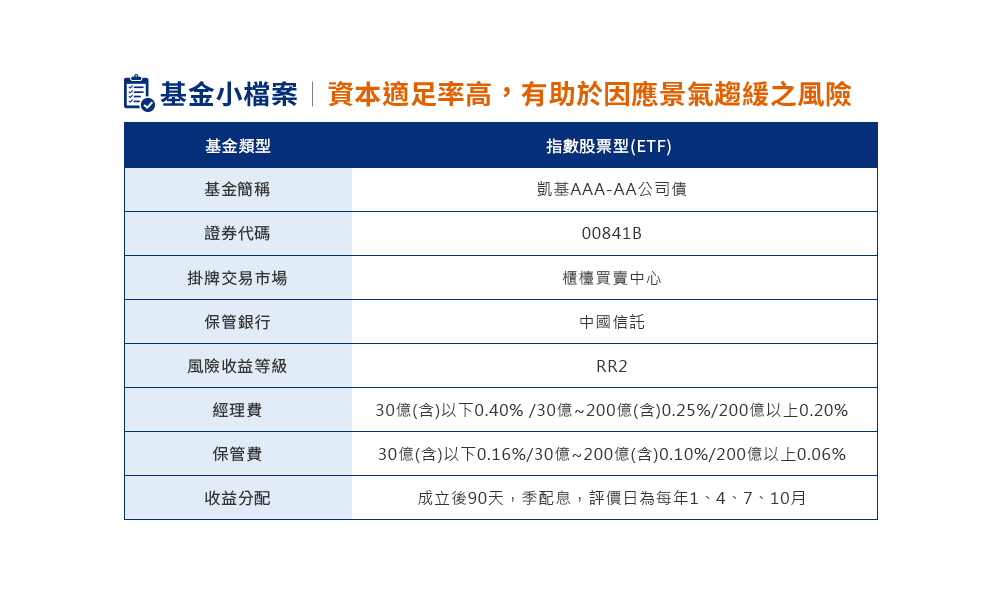 基金小檔案｜資本適足率高，有助於因應景氣趨緩之風險
基金類型 指數股票型(ETF)
基金簡稱 凱基AAA-AA公司債
證券代碼 00841B
掛牌交易市場 櫃檯買賣中心
保管銀行 中國信託
風險收益等級 RR2
經理費 30億(含)以下0.40% /30億~200億(含)0.25%/200億以上0.20%
保管費 30億(含)以下0.16%/30億~200億(含)0.10%/200億以上0.06%
收益分配 成立後90天，季配息，評價日為每年1、4、7、10月